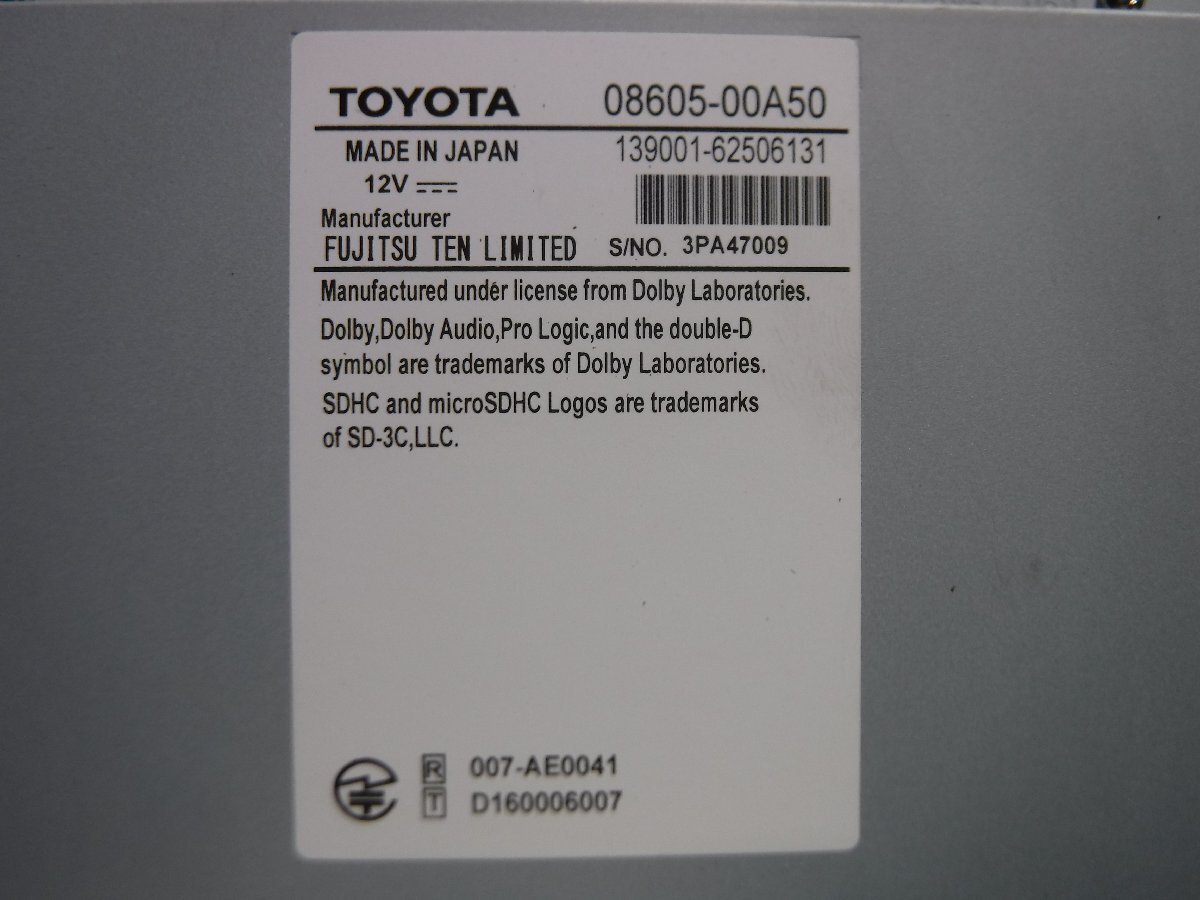 TOYOTA 08605-00A50
MADE IN JAPAN 139001-62506131
12V
Manufacturer
FUJITSU TEN LIMITED S/NO. 3PA47009
Manufactured under license from Dolby Laboratories.
Dolby,Dolby Audio,Pro Logic,and the double-D
symbol are trademarks of Dolby Laboratories.
SDHC and microSDHC Logos are trademarks
of SD-3C,LLC.
R 007-AE0041
T D160006007